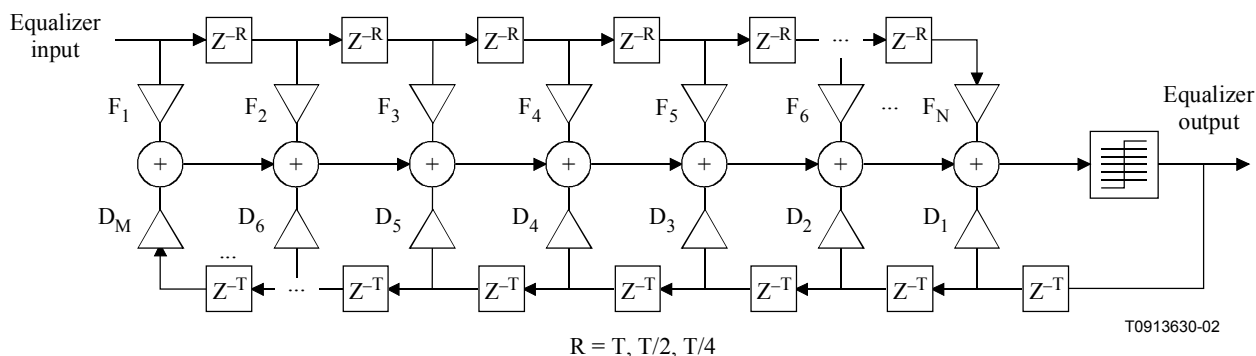 Equalizer
input
Z–R Z–R Z–R Z–R Z–R ... Z–R
F1 F2 F3 F4 F5 F6 ... FN
Equalizer
output
+ + + + + + +
DM D6 D5 D4 D3 D2 D1
...
Z–T ... Z–T Z–T Z–T Z–T Z–T Z–T
T0913630-02
R = T, T/2, T/4